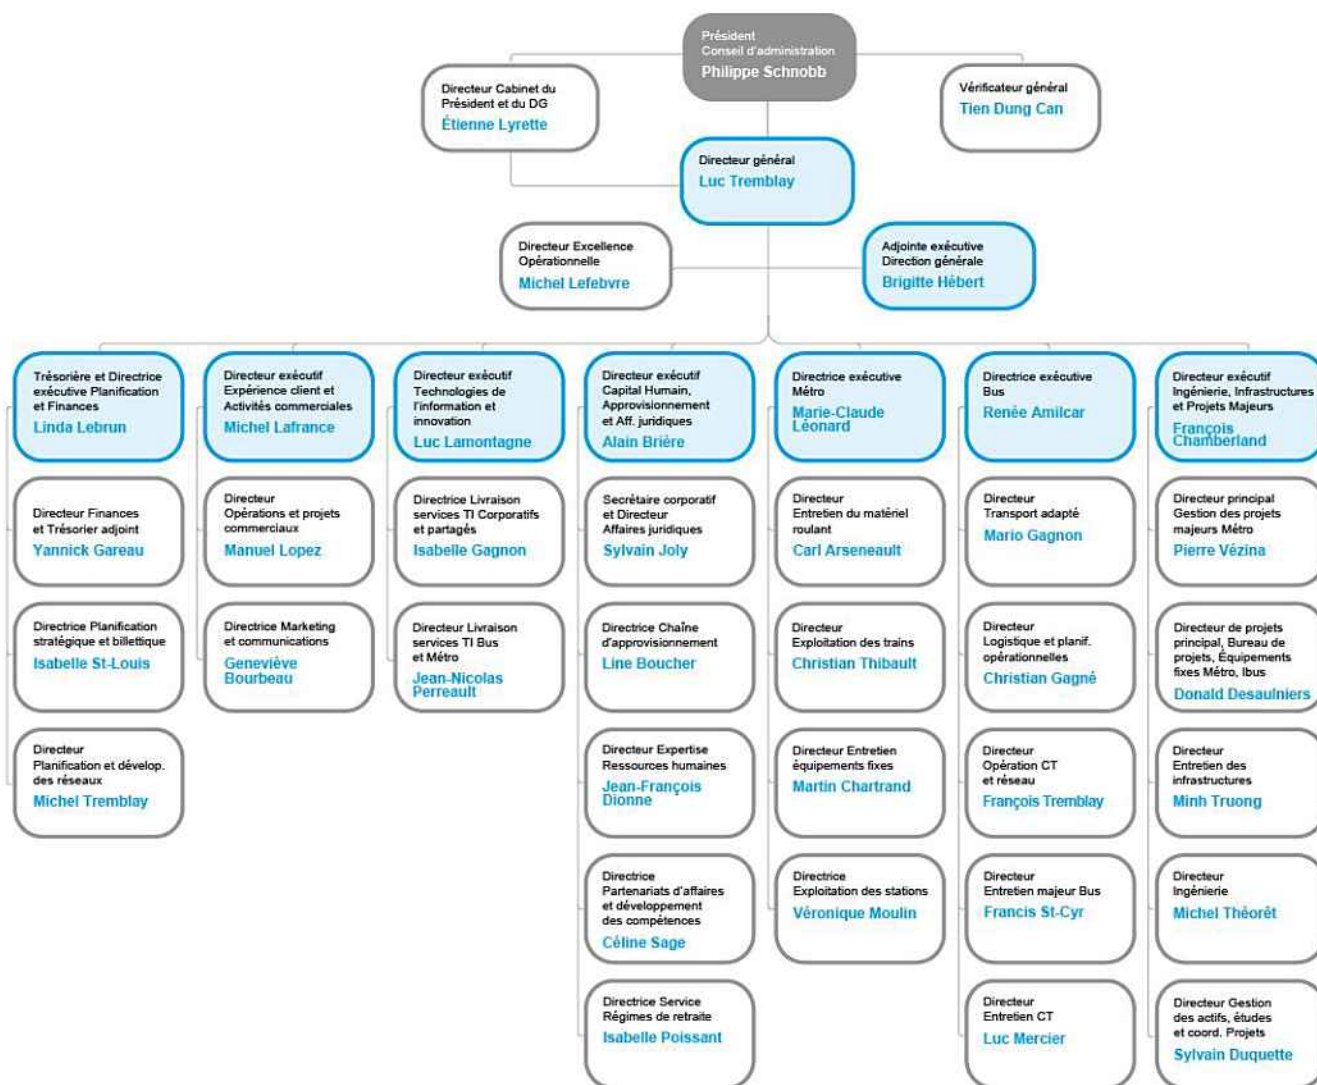 Président
Conseil d'administration
Philippe Schnobb
Directeur Cabinet du
Président et du DG
Étienne Lyrette
Vérificateur général
Tien Dung Can
Directeur général
Luc Tremblay
Directeur Excellence
Opérationnelle
Michel Lefebvre
Adjointe exécutive
Direction générale
Brigitte Hébert
Trésorière et Directrice
exécutive Planification
et Finances
Linda Lebrun
Directeur Finances
et Trésorier adjoint
Yannick Gareau
Directrice Planification
stratégique et billettique
Isabelle St-Louis
Directeur
Planification et dévelop.
des réseaux
Michel Tremblay
Directeur exécutif
Expérience client et
Activités commerciales
Michel Lafrance
Directeur
Opérations et projets
commerciaux
Manuel Lopez
Directrice Marketing
et communications
Geneviève
Bourbeau
Directeur exécutif
Technologies de
l'information et
innovation
Luc Lamontagne
Directrice Livraison
services TI Corporatifs
et partagés
Isabelle Gagnon
Directeur Livraison
services TI Bus
et Métro
Jean-Nicolas
Perreault
Directeur exécutif
Capital Humain,
Approvisionnement
et Aff. juridiques
Alain Brière
Secrétaire corporatif
et Directeur
Affaires juridiques
Sylvain Joly
Directrice Chaîne
d'approvisionnement
Line Boucher
Directeur Expertise
Ressources humaines
Jean-François
Dionne
Directrice
Partenariats d'affaires
et développement
des compétences
Céline Sage
Directrice Service
Régimes de retraite
Isabelle Poissant
Directrice exécutive
Métro
Marie-Claude
Léonard
Directeur
Entretien du matériel
roulant
Carl Arseneault
Directeur
Exploitation des trains
Christian Thibault
Directeur Entretien
équipements fixes
Martin Chartrand
Directrice
Exploitation des stations
Véronique Moulin
Directrice exécutive
Bus
Renée Amilcar
Directeur
Transport adapté
Mario Gagnon
Directeur
Logistique et planif.
opérationnelles
Christian Gagné
Directeur
Opération CT
et réseau
François Tremblay
Directeur
Entretien majeur Bus
Francis St-Cyr
Directeur
Entretien CT
Luc Mercier
Directeur exécutif
Ingénierie, Infrastructures
et Projets Majeurs
François
Chamberland
Directeur principal
Gestion des projets
majeurs Métro
Pierre Vézina
Directeur de projets
principal, Bureau de
projets, Équipements
fixes Métro, Ibus
Donald Desaulniers
Directeur
Entretien des
infrastructures
Minh Truong
Directeur
Ingénierie
Michel Théorêt
Directeur Gestion
des actifs, études
et coord. Projets
Sylvain Duquette